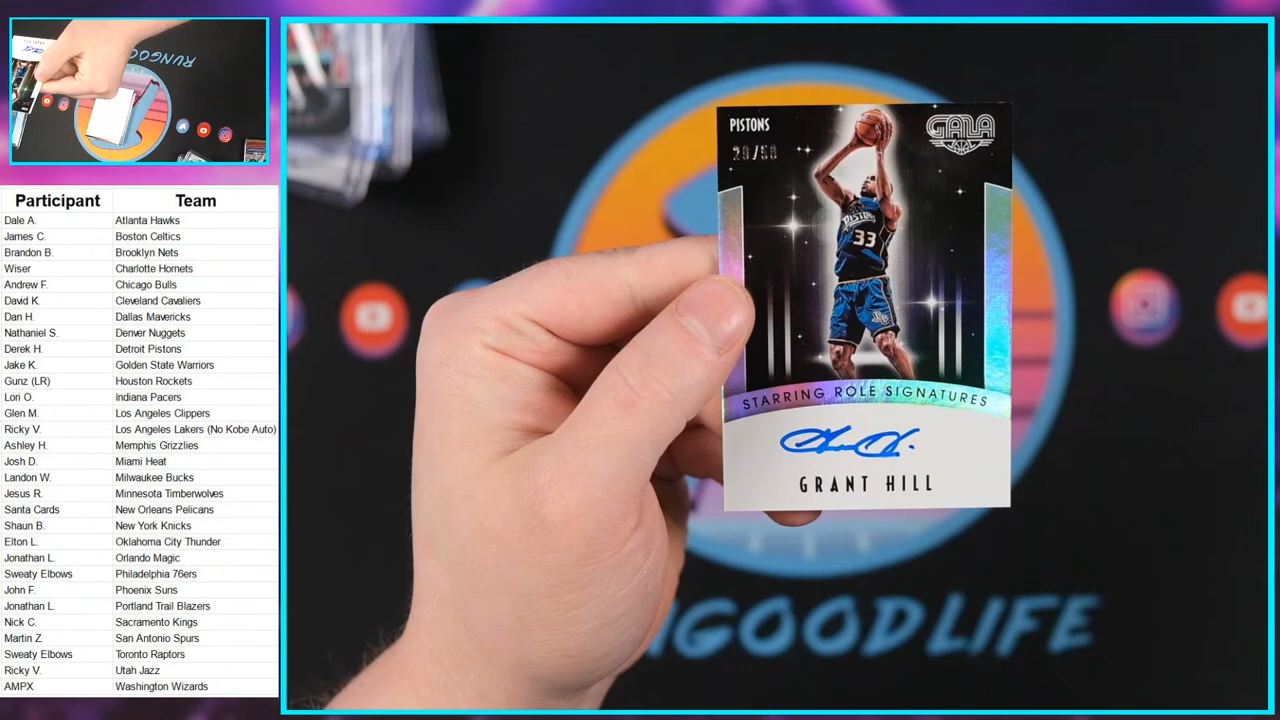 RUNGOOD
Participant Team
Dale A. Atlanta Hawks
James C. Boston Celtics
Brandon B. Brooklyn Nets
Wiser Charlotte Hornets
Andrew F. Chicago Bulls
David K. Cleveland Cavaliers
Dan H. Dallas Mavericks
Nathaniel S. Denver Nuggets
Derek H. Detroit Pistons
Jake K. Golden State Warriors
Gunz (LR) Houston Rockets
Lori O. Indiana Pacers
Glen M. Los Angeles Clippers
Ricky V. Los Angeles Lakers (No Kobe Auto)
Ashley H. Memphis Grizzlies
Josh D. Miami Heat
Landon W. Milwaukee Bucks
Jesus R. Minnesota Timberwolves
Santa Cards New Orleans Pelicans
Shaun B. New York Knicks
Elton L. Oklahoma City Thunder
Jonathan L. Orlando Magic
Sweaty Elbows Philadelphia 76ers
John F. Phoenix Suns
Jonathan L. Portland Trail Blazers
Nick C. Sacramento Kings
Martin Z. San Antonio Spurs
Sweaty Elbows Toronto Raptors
Ricky V. Utah Jazz
AMPX Washington Wizards
PISTONS
GALA
PISTONS
33
STARRING ROLE SIGNATURES
GRANT HILL
NGOODLIFE